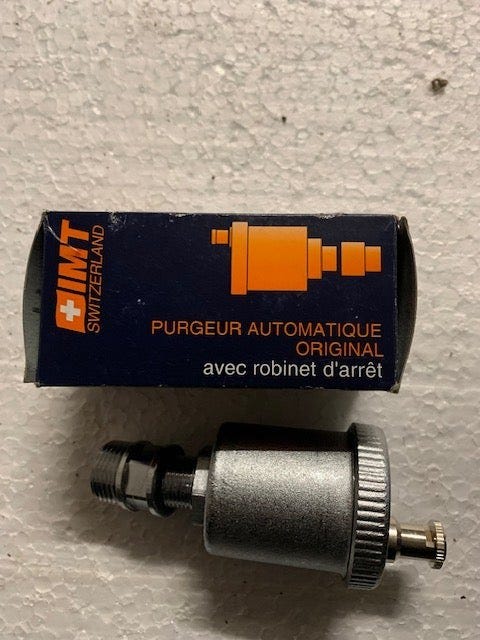 IMT
SWITZERLAND
PURGEUR AUTOMATIQUE
ORIGINAL
avec robinet d'arrêt